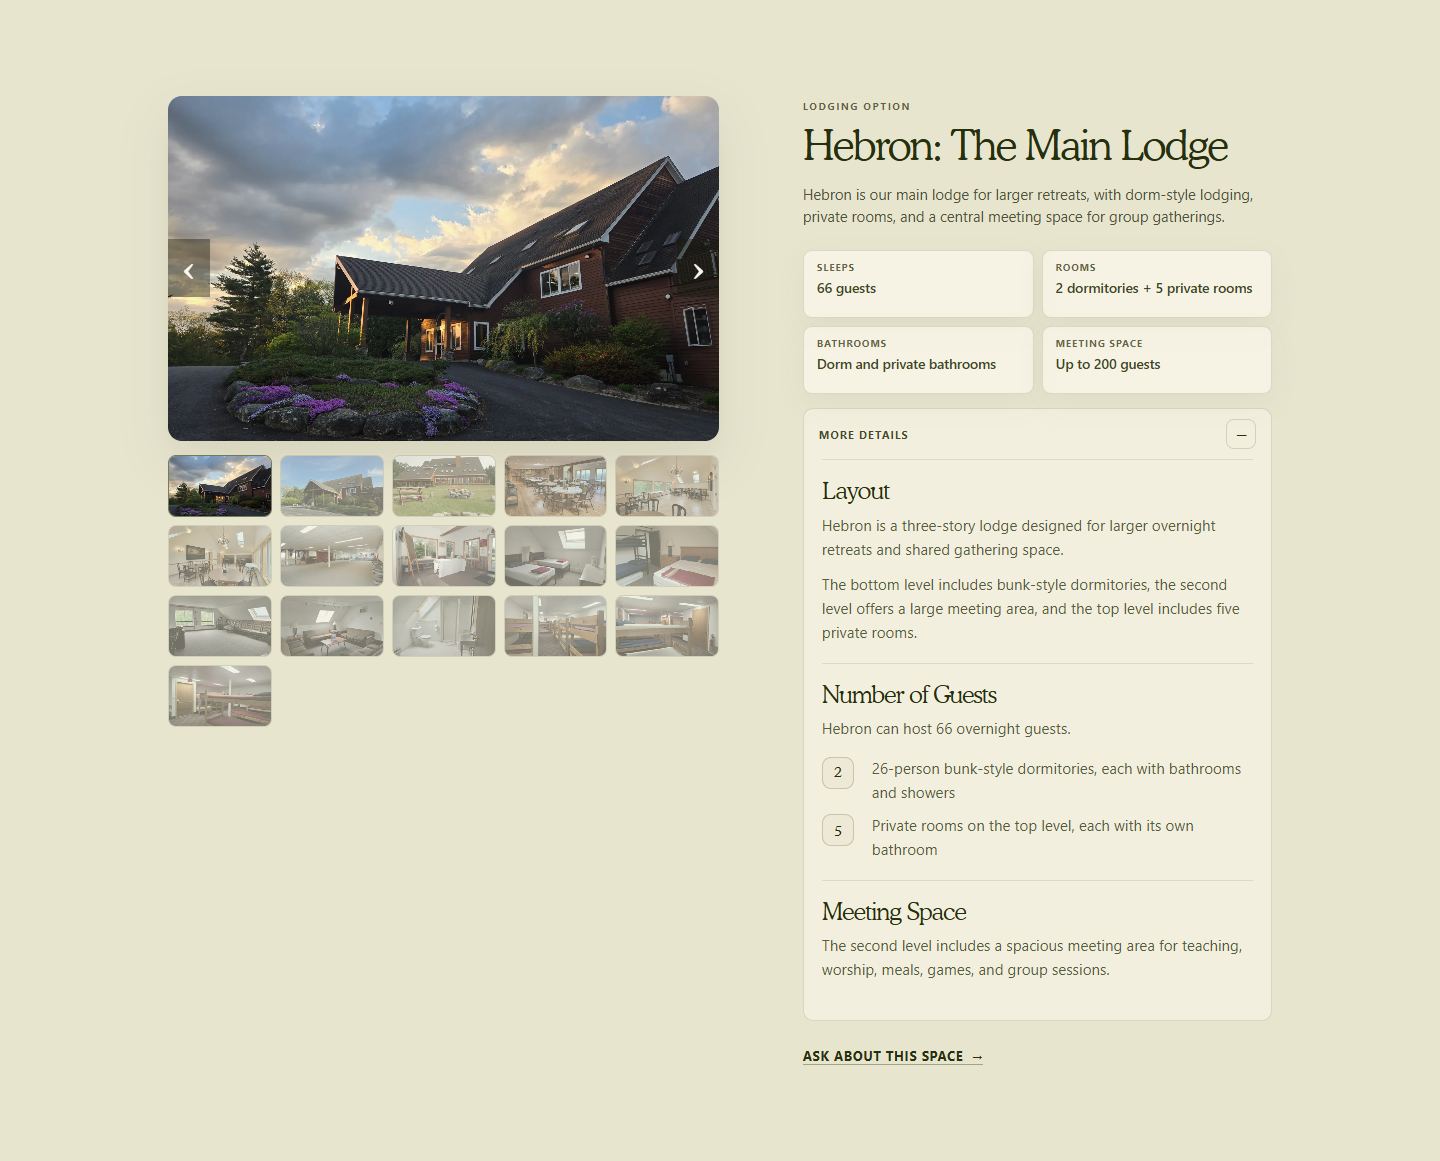 LODGING OPTION
Hebron: The Main Lodge
Hebron is our main lodge for larger retreats, with dorm-style lodging,
private rooms, and a central meeting space for group gatherings.
SLEEPS
66 guests
ROOMS
2 dormitories + 5 private rooms
BATHROOMS
Dorm and private bathrooms
MEETING SPACE
Up to 200 guests
MORE DETAILS
Layout
Hebron is a three-story lodge designed for larger overnight
retreats and shared gathering space.
The bottom level includes bunk-style dormitories, the second
level offers a large meeting area, and the top level includes five
private rooms.
Number of Guests
Hebron can host 66 overnight guests.
2 26-person bunk-style dormitories, each with bathrooms
and showers
5 Private rooms on the top level, each with its own
bathroom
Meeting Space
The second level includes a spacious meeting area for teaching,
worship, meals, games, and group sessions.
ASK ABOUT THIS SPACE →